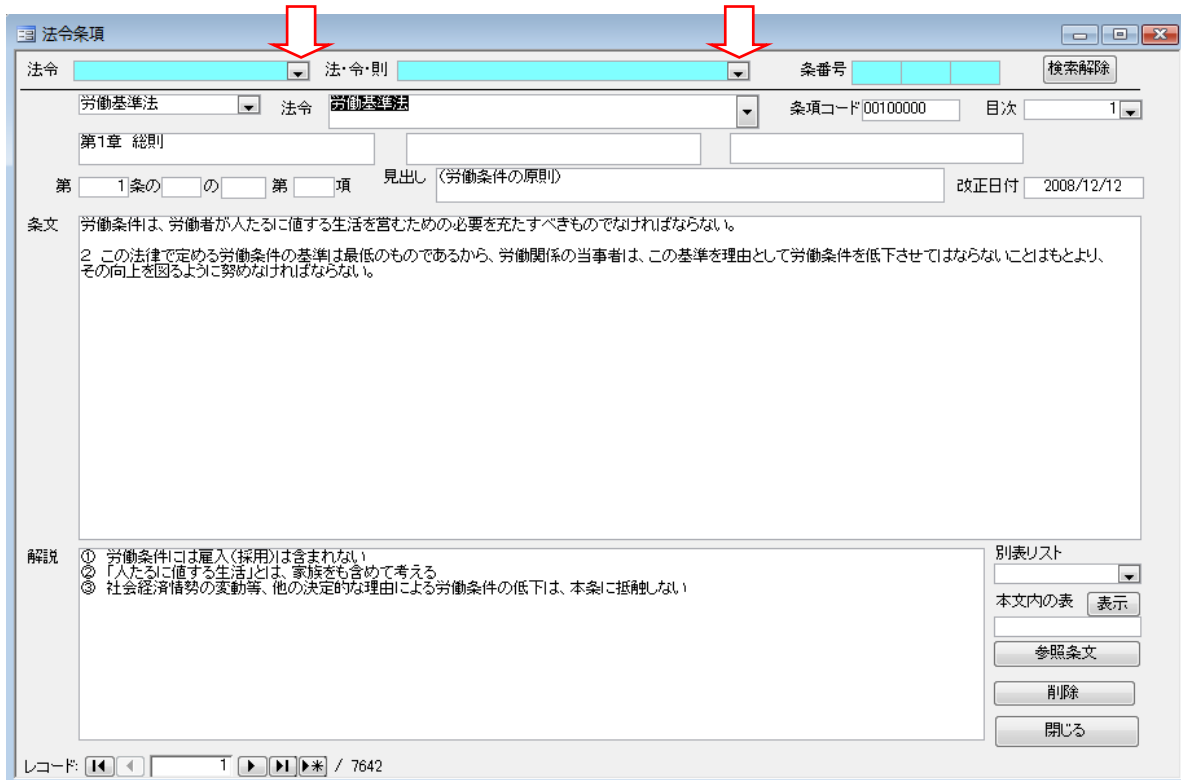 法令条項
法令 法・令・則 条番号 検索解除
労働基準法 法令 労働基準法 条項コード 00100000 目次 1
第1章 総則
第 1 条の の 第 項 見出し (労働条件の原則) 改正日付 2008/12/12
条文 労働条件は、労働者が人たるに値する生活を営むための必要を充たすべきものでなければならない。
2 この法律で定める労働条件の基準は最低のものであるから、労働関係の当事者は、この基準を理由として労働条件を低下させてはならないことはもとより、
その向上を図るように努めなければならない。
解説 ① 労働条件には雇入(採用)は含まれない
② 「人たるに値する生活」とは、家族をも含めて考える
③ 社会経済情勢の変動等、他の決定的な理由による労働条件の低下は、本条に抵触しない
別表リスト
本文内の表 表示
参照条文
削除
閉じる
レコード: 1 / 7642